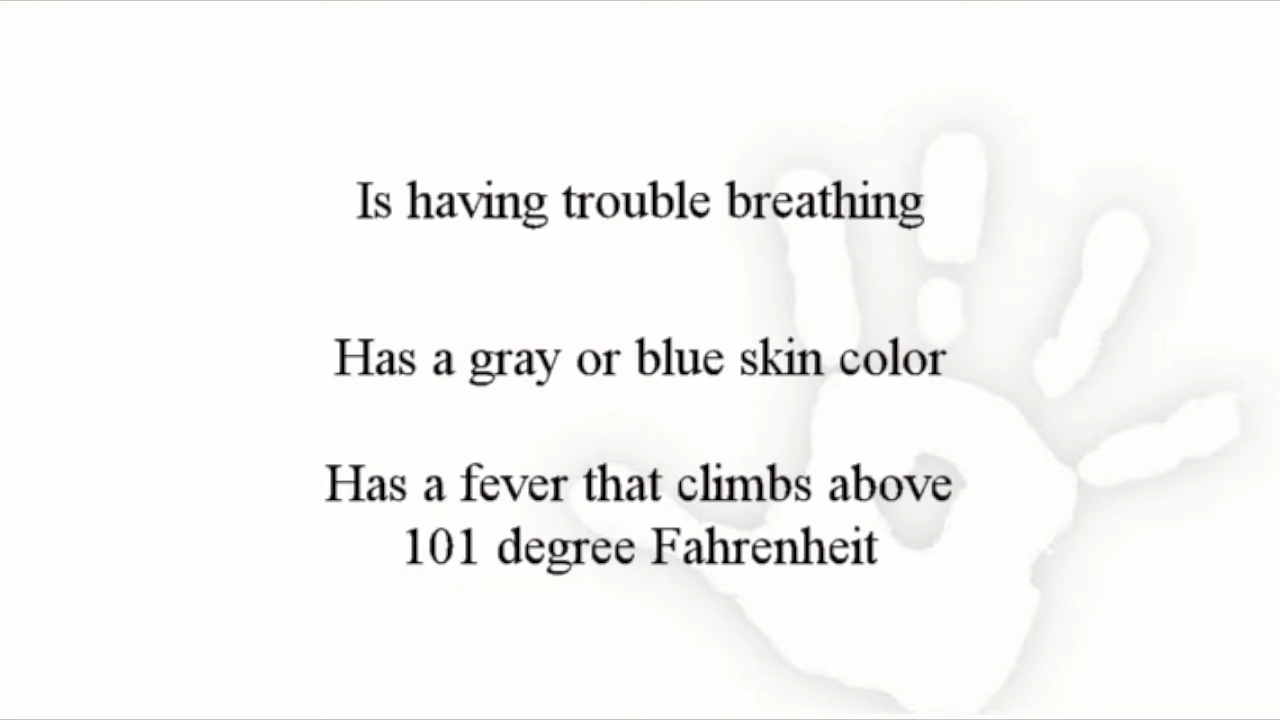 Is having trouble breathing
Has a gray or blue skin color
Has a fever that climbs above
101 degree Fahrenheit